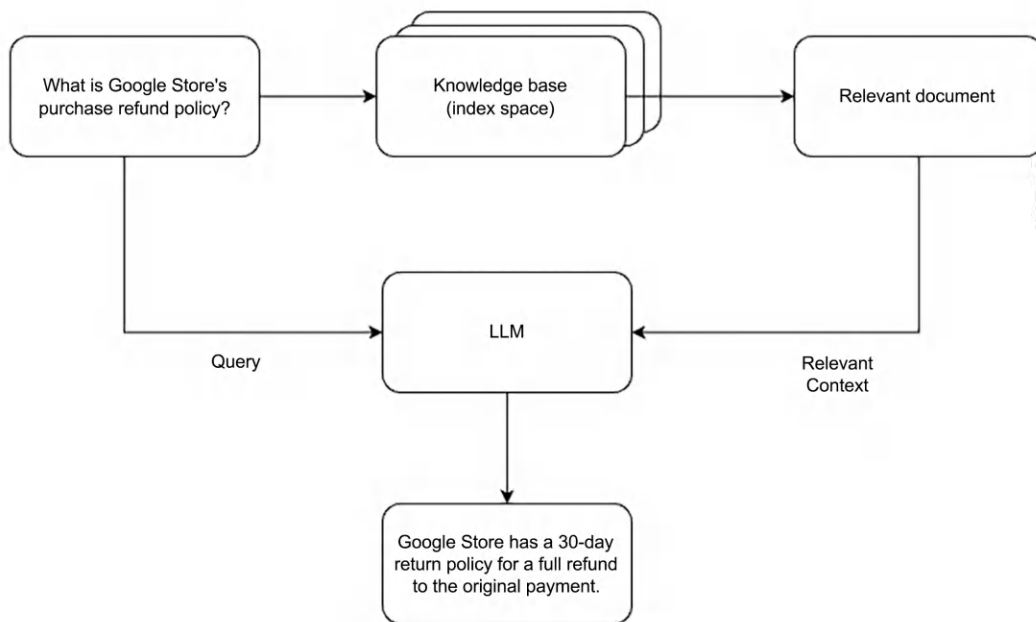 What is Google Store's
purchase refund policy?
Knowledge base
(index space)
Relevant document
LLM
Query
Relevant
Context
Google Store has a 30-day
return policy for a full refund
to the original payment.